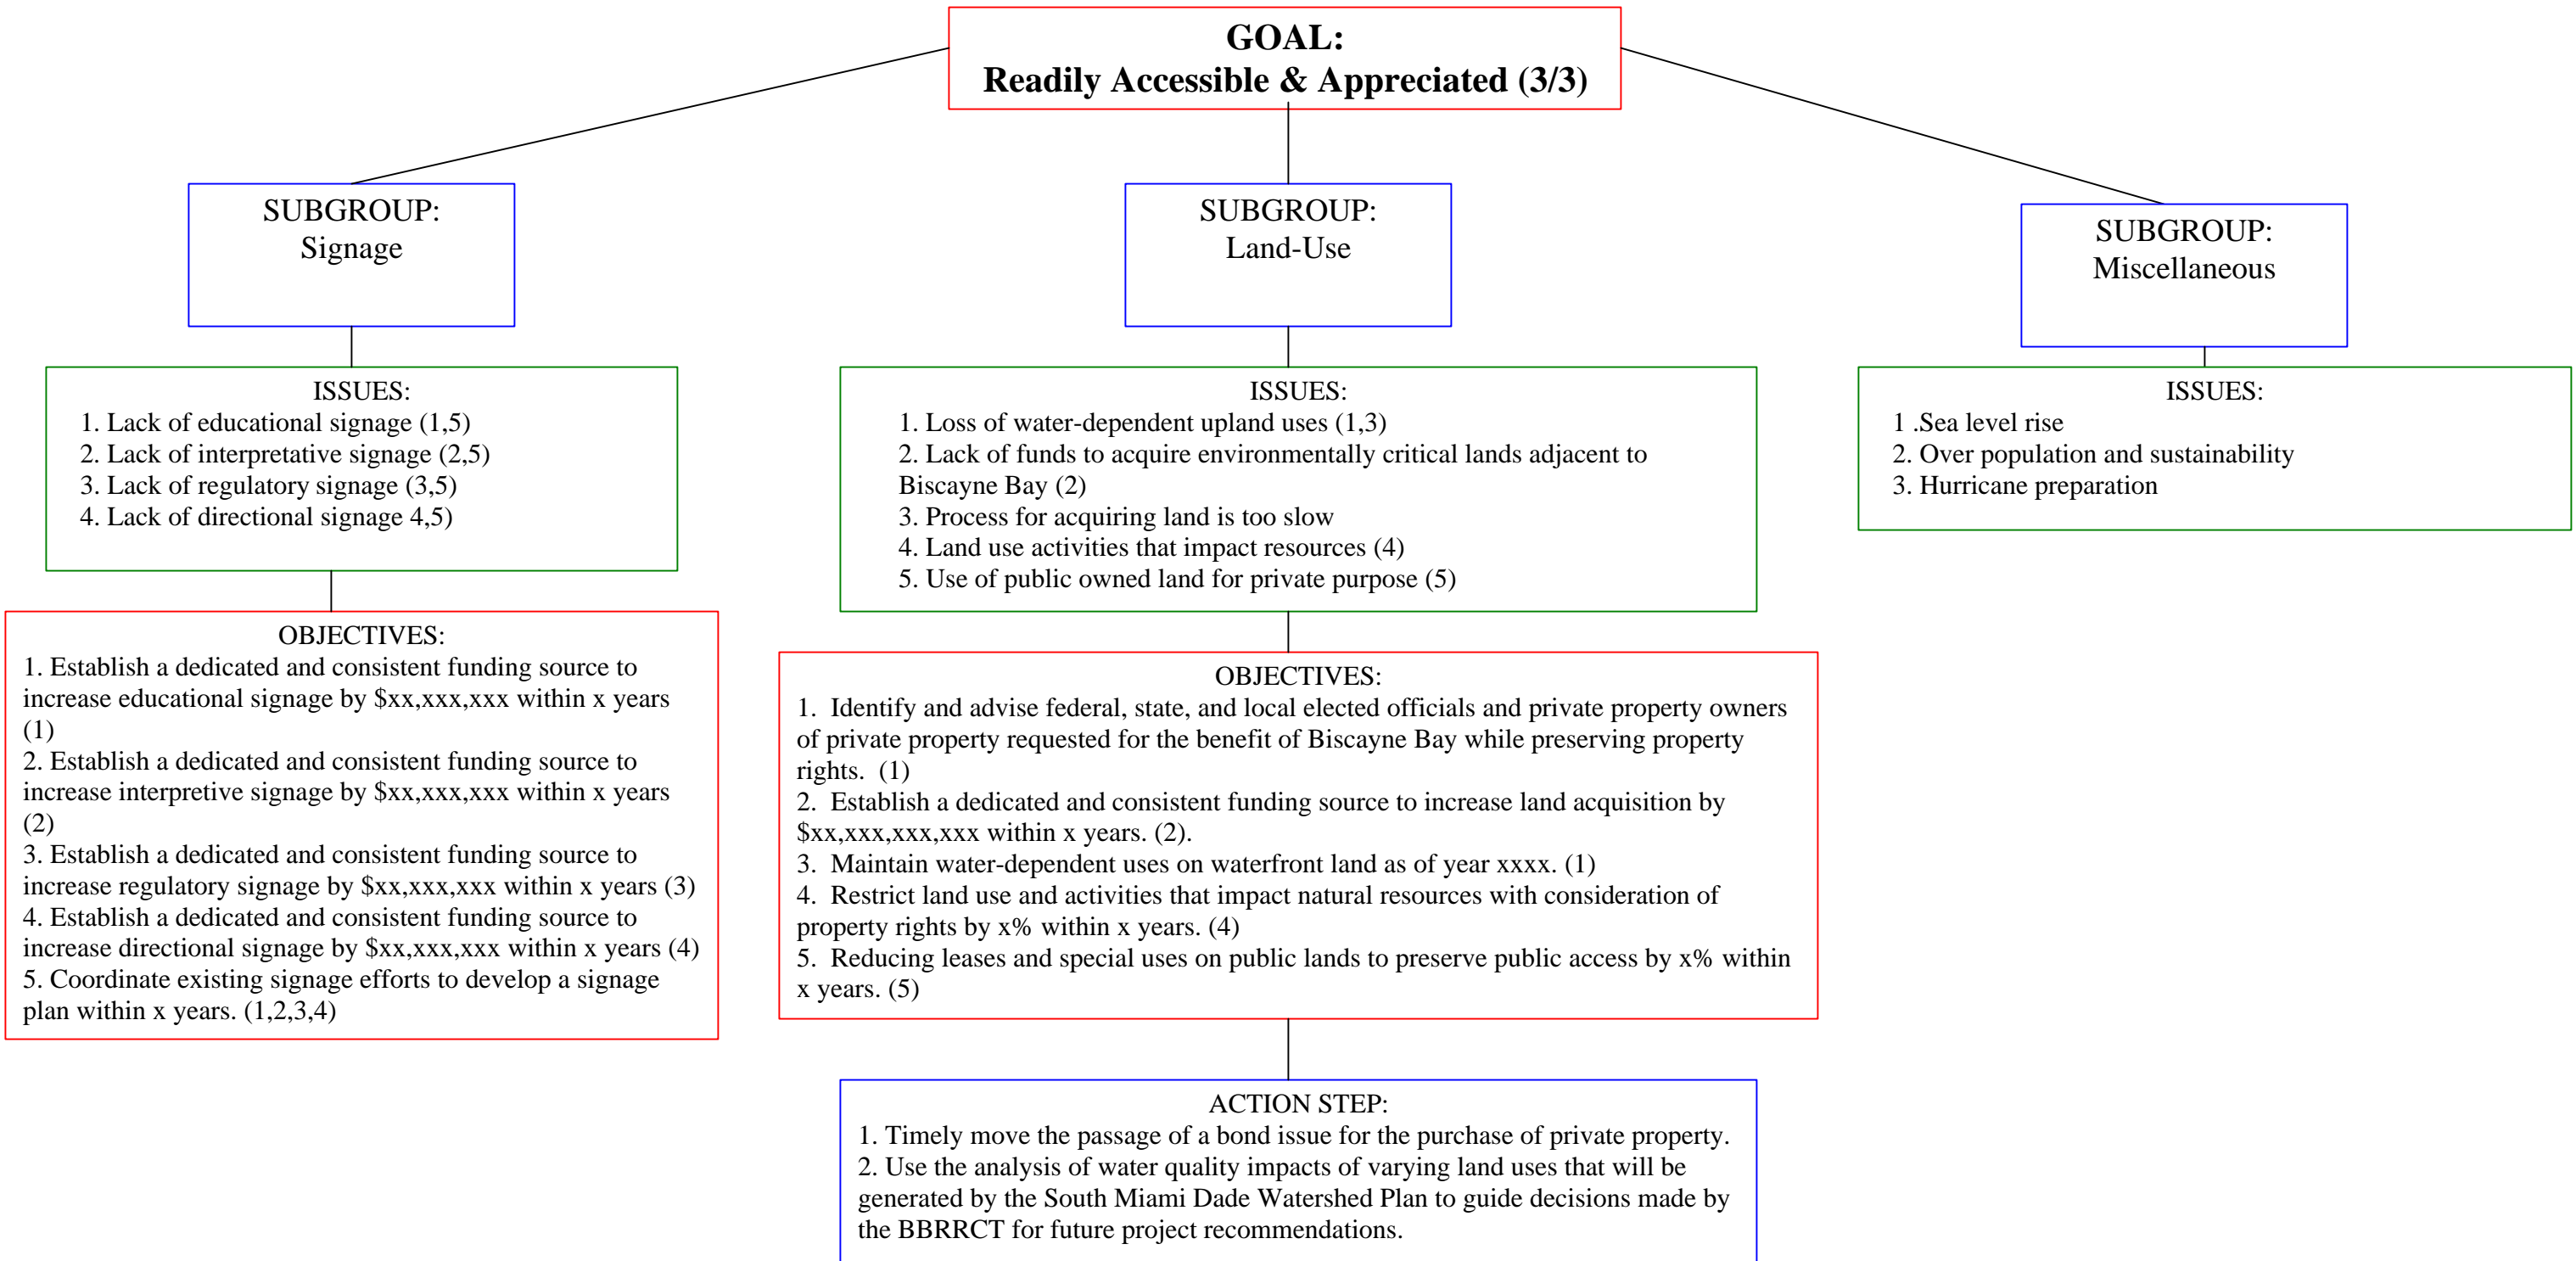 GOAL:
Readily Accessible & Appreciated (3/3)
SUBGROUP:
Signage
ISSUES:
1. Lack of educational signage (1,5)
2. Lack of interpretative signage (2,5)
3. Lack of regulatory signage (3,5)
4. Lack of directional signage 4,5)
OBJECTIVES:
1. Establish a dedicated and consistent funding source to
increase educational signage by $xx,xxx,xxx within x years
(1)
2. Establish a dedicated and consistent funding source to
increase interpretive signage by $xx,xxx,xxx within x years
(2)
3. Establish a dedicated and consistent funding source to
increase regulatory signage by $xx,xxx,xxx within x years (3)
4. Establish a dedicated and consistent funding source to
increase directional signage by $xx,xxx,xxx within x years (4)
5. Coordinate existing signage efforts to develop a signage
plan within x years. (1,2,3,4)
SUBGROUP:
Land-Use
ISSUES:
1. Loss of water-dependent upland uses (1,3)
2. Lack of funds to acquire environmentally critical lands adjacent to
Biscayne Bay (2)
3. Process for acquiring land is too slow
4. Land use activities that impact resources (4)
5. Use of public owned land for private purpose (5)
OBJECTIVES:
1. Identify and advise federal, state, and local elected officials and private property owners
of private property requested for the benefit of Biscayne Bay while preserving property
rights. (1)
2. Establish a dedicated and consistent funding source to increase land acquisition by
$xx,xxx,xxx,xxx within x years. (2).
3. Maintain water-dependent uses on waterfront land as of year xxxx. (1)
4. Restrict land use and activities that impact natural resources with consideration of
property rights by x% within x years. (4)
5. Reducing leases and special uses on public lands to preserve public access by x% within
x years. (5)
ACTION STEP:
1. Timely move the passage of a bond issue for the purchase of private property.
2. Use the analysis of water quality impacts of varying land uses that will be
generated by the South Miami Dade Watershed Plan to guide decisions made by
the BBRRCT for future project recommendations.
SUBGROUP:
Miscellaneous
ISSUES:
1 .Sea level rise
2. Over population and sustainability
3. Hurricane preparation